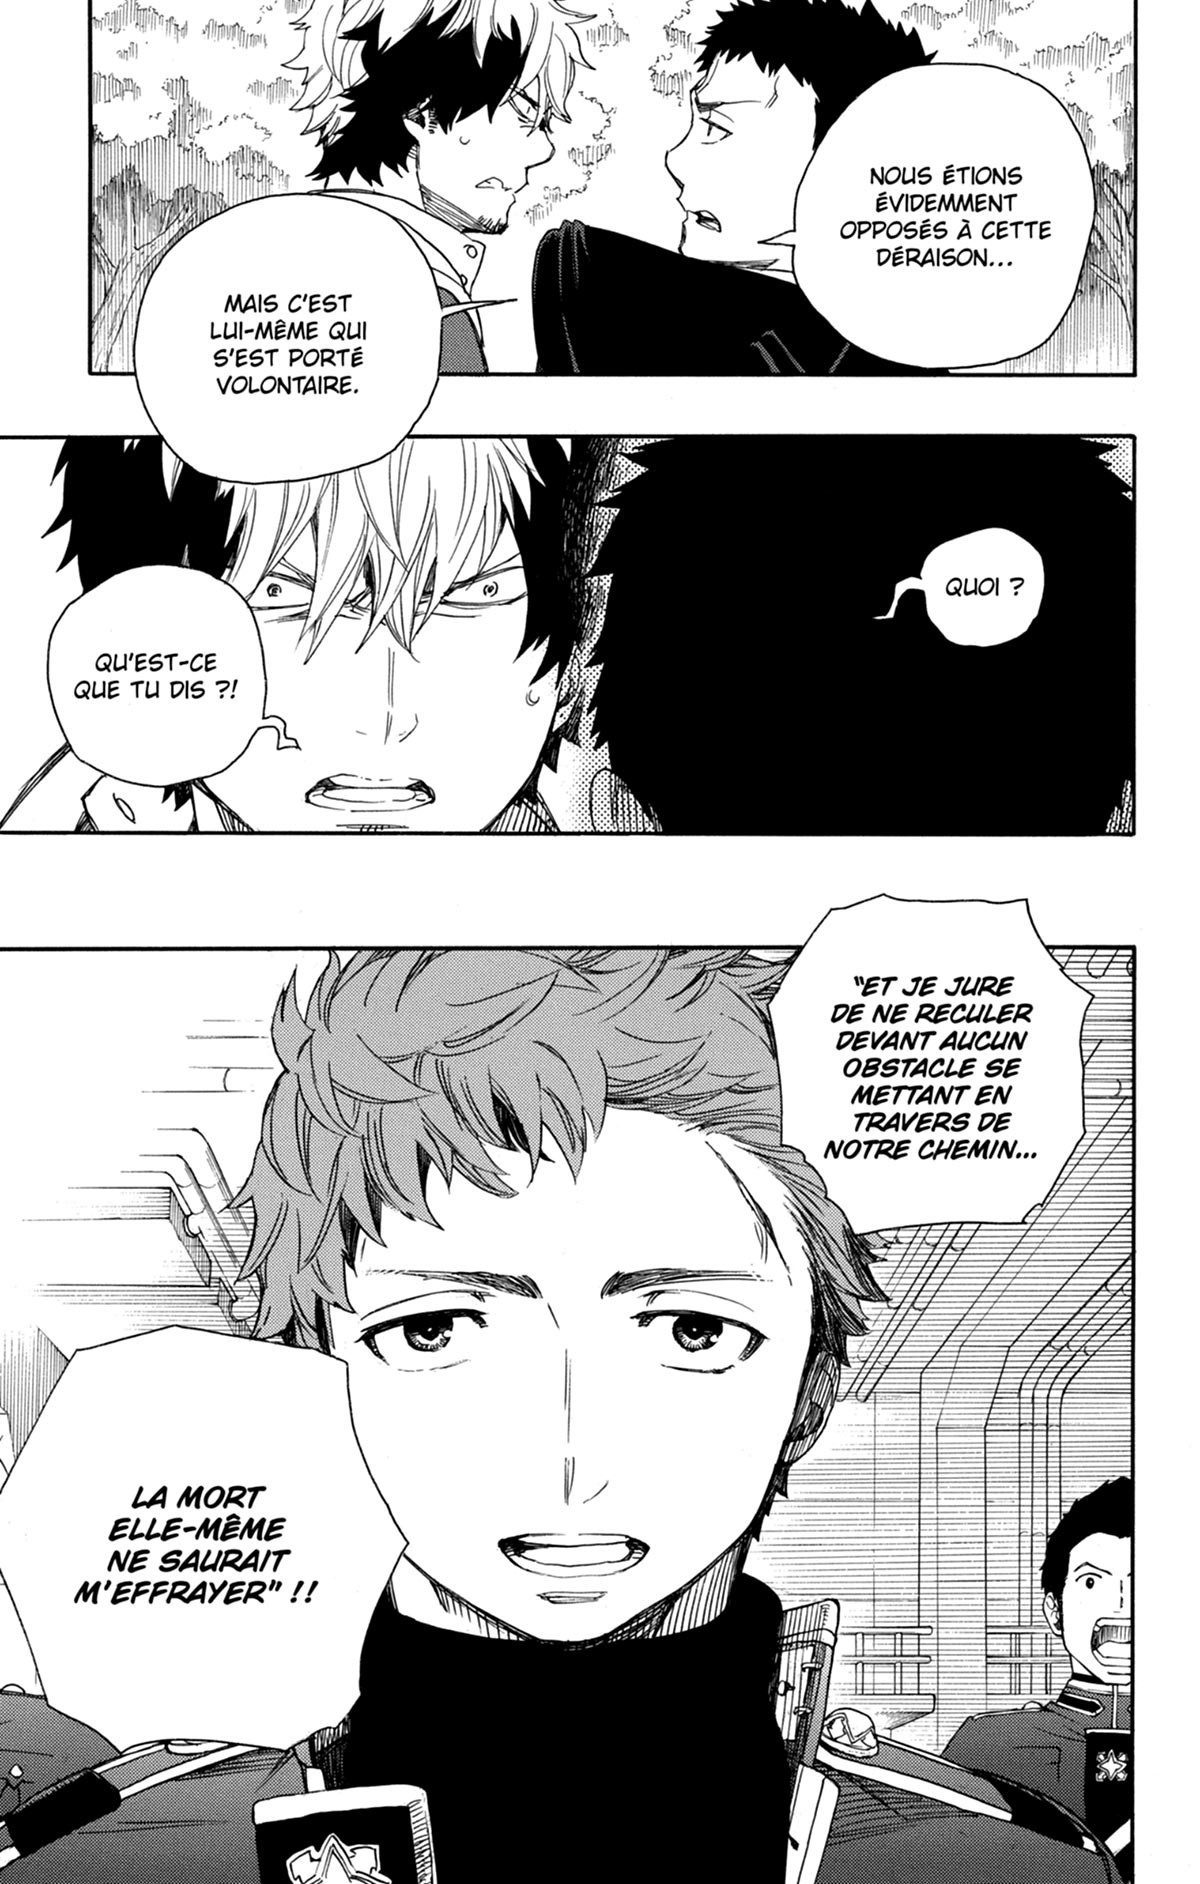 NOUS ÉTIONS
ÉVIDEMMENT
OPPOSÉS À CETTE
DÉRAISON...
MAIS C'EST
LUI-MÊME QUI
S'EST PORTÉ
VOLONTAIRE.
QUOI ?
QU'EST-CE
QUE TU DIS ?!
"ET JE JURE
DE NE RECULER
DEVANT AUCUN
OBSTACLE SE
METTANT EN
TRAVERS DE
NOTRE CHEMIN...
LA MORT
ELLE-MÊME
NE SAURAIT
M'EFFRAYER" !!